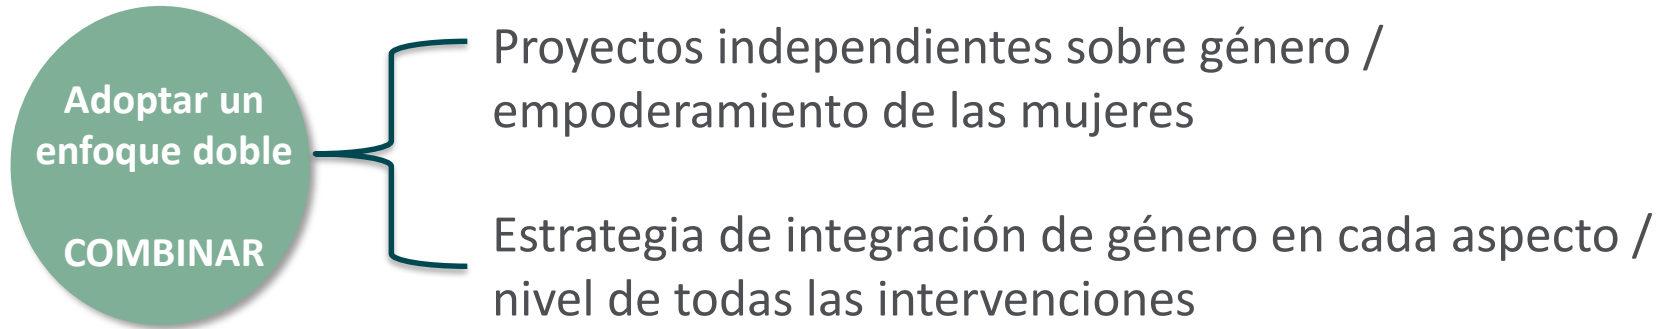 Adoptar un
enfoque doble
COMBINAR
Proyectos independientes sobre género /
empoderamiento de las mujeres
Estrategia de integración de género en cada aspecto /
nivel de todas las intervenciones